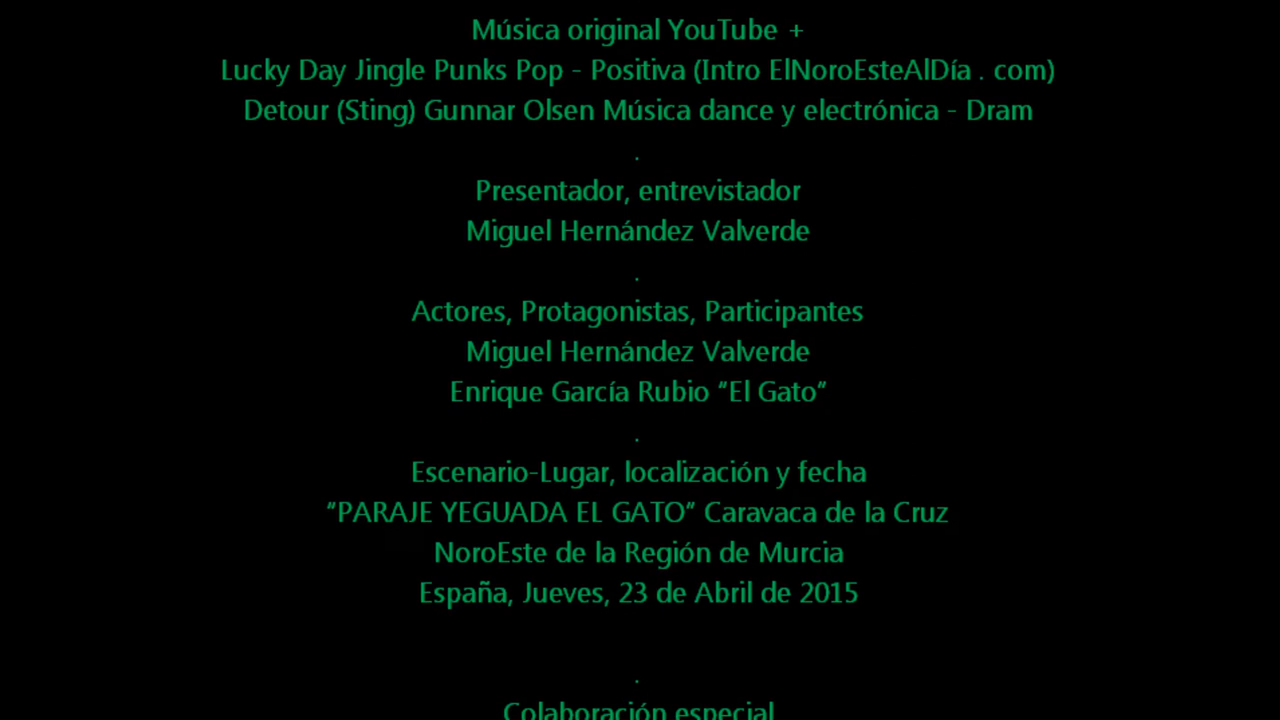 Música original YouTube +
Lucky Day Jingle Punks Pop - Positiva (Intro ElNoroEsteAlDía . com)
Detour (Sting) Gunnar Olsen Música dance y electrónica - Dram
.
Presentador, entrevistador
Miguel Hernández Valverde
.
Actores, Protagonistas, Participantes
Miguel Hernández Valverde
Enrique García Rubio “El Gato”
.
Escenario-Lugar, localización y fecha
“PARAJE YEGUADA EL GATO” Caravaca de la Cruz
NoroEste de la Región de Murcia
España, Jueves, 23 de Abril de 2015
.
Colaboración especial